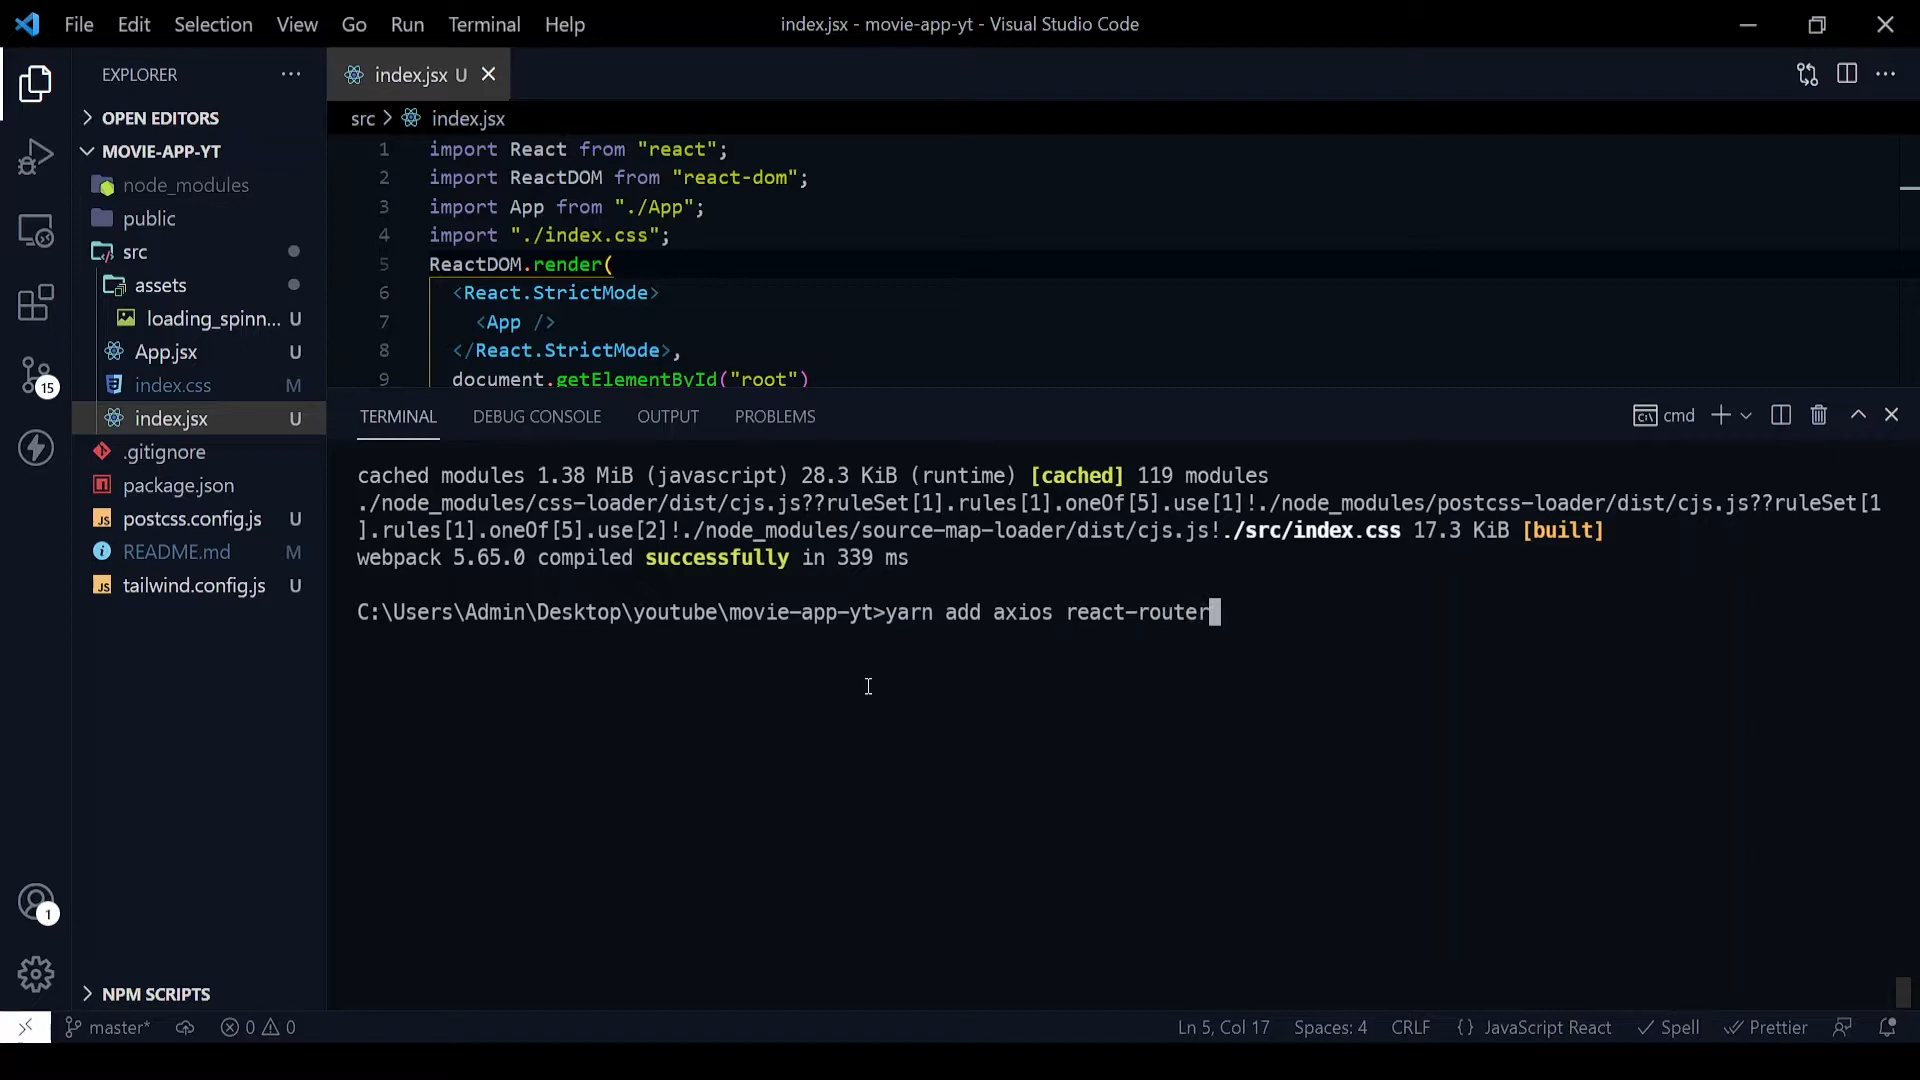 File Edit Selection View Go Run Terminal Help
index.jsx - movie-app-yt - Visual Studio Code
EXPLORER
index.jsx U
OPEN EDITORS
src > index.jsx
MOVIE-APP-YT
node_modules
public
src
assets
loading_spinn... U
App.jsx U
index.css M
index.jsx U
.gitignore
package.json
postcss.config.js U
README.md M
tailwind.config.js U
NPM SCRIPTS
15
1
1 import React from "react";
2 import ReactDOM from "react-dom";
3 import App from "./App";
4 import "./index.css";
5 ReactDOM.render(
6 <React.StrictMode>
7 <App />
8 </React.StrictMode>,
9 document.getElementById("root")
TERMINAL DEBUG CONSOLE OUTPUT PROBLEMS
cmd
cached modules 1.38 MiB (javascript) 28.3 KiB (runtime) [cached] 119 modules
./node_modules/css-loader/dist/cjs.js??ruleSet[1].rules[1].oneOf[5].use[1]!./node_modules/postcss-loader/dist/cjs.js??ruleSet[1
].rules[1].oneOf[5].use[2]!./node_modules/source-map-loader/dist/cjs.js!./src/index.css 17.3 KiB [built]
webpack 5.65.0 compiled successfully in 339 ms
C:\Users\Admin\Desktop\youtube\movie-app-yt>yarn add axios react-router
master* 0 0
Ln 5, Col 17 Spaces: 4 CRLF {} JavaScript React Spell Prettier